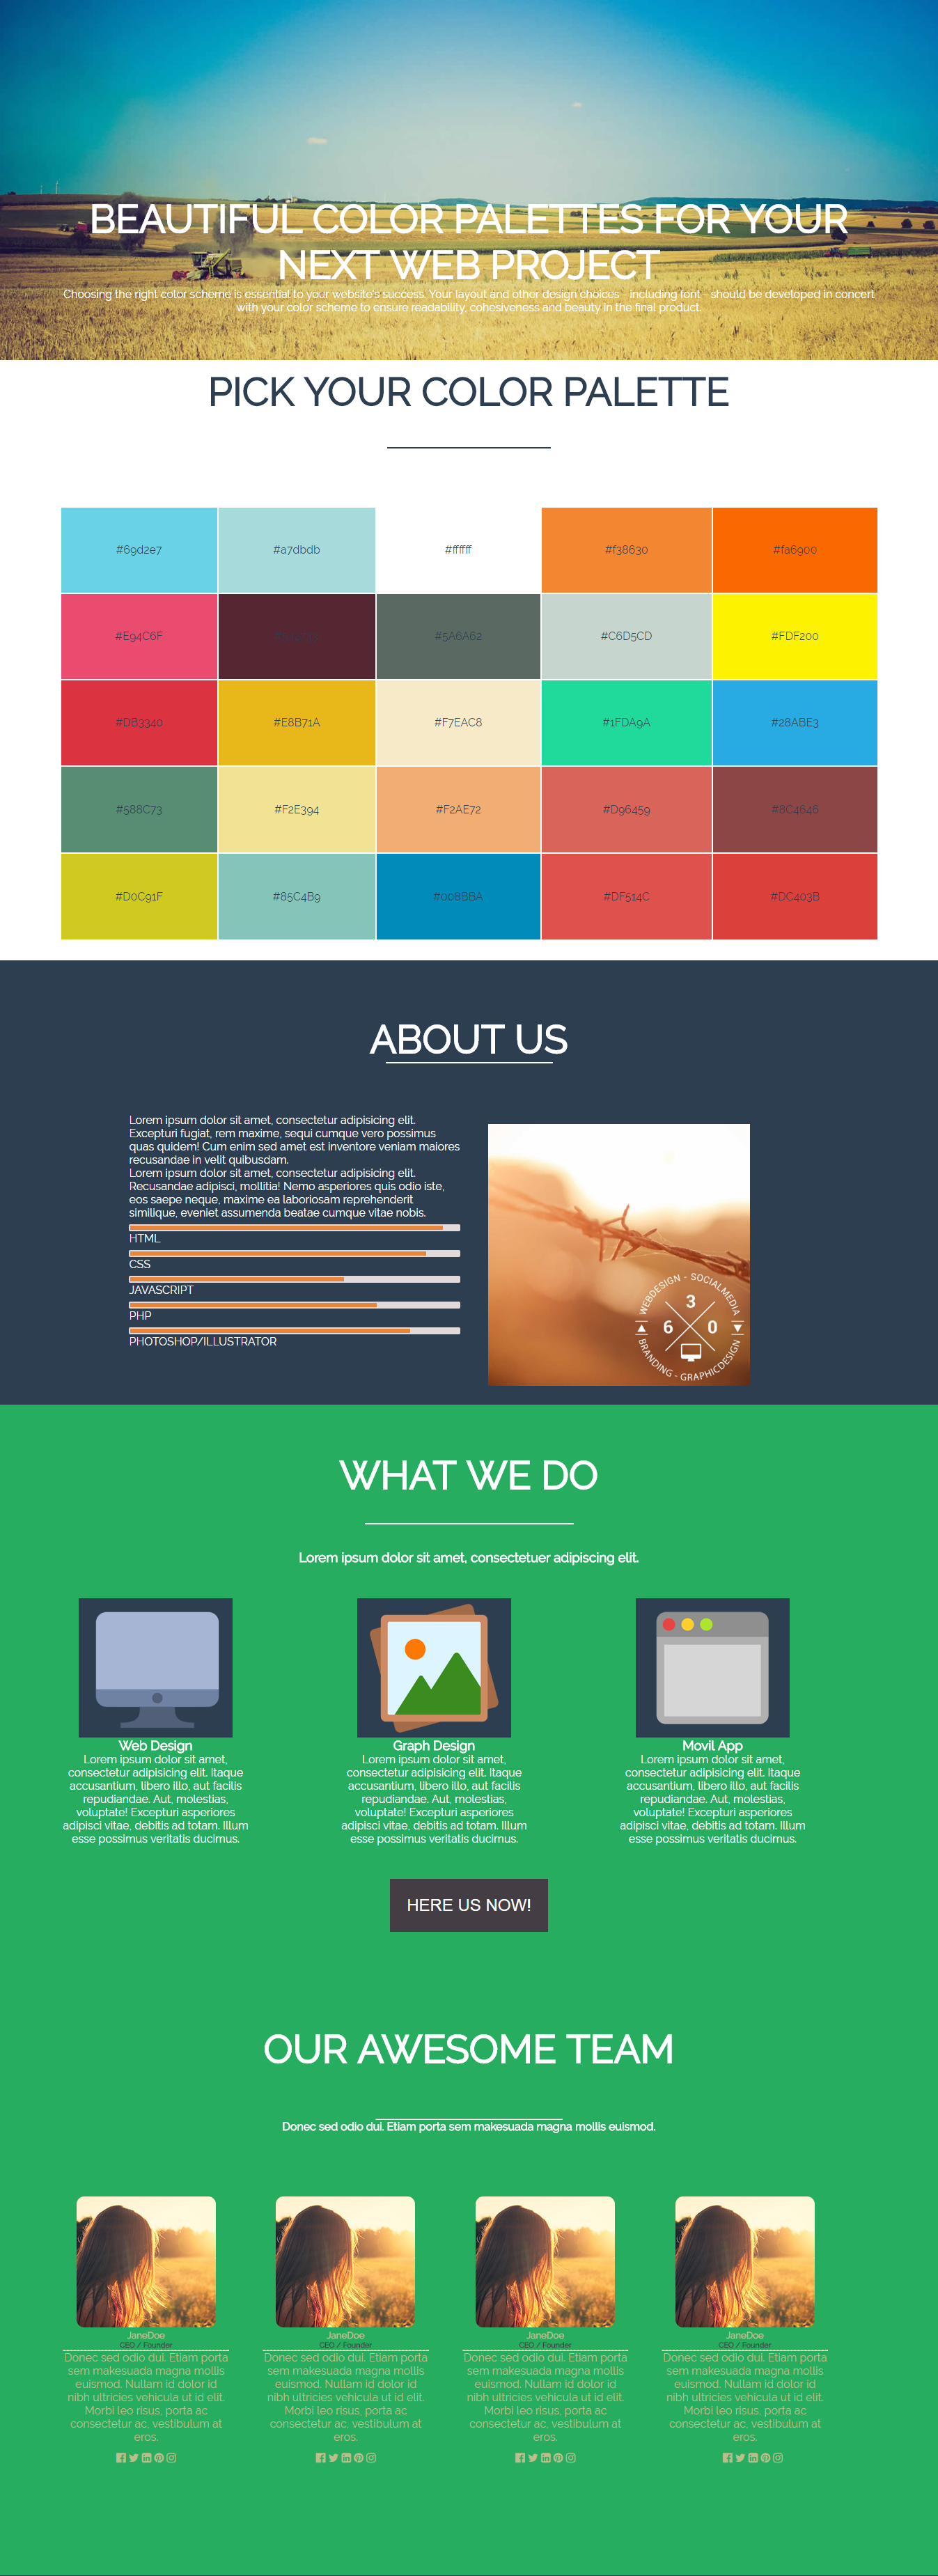 BEAUTIFUL COLOR PALETTES FOR YOUR
NEXT WEB PROJECT
Choosing the right color scheme is essential to your website's success. Your layout and other design choices - including font - should be developed in concert
with your color scheme to ensure readability, cohesiveness and beauty in the final product.
PICK YOUR COLOR PALETTE
#69d2e7 #a7dbdb #ffffff #f38630 #fa6900
#E94C6F #5A6A62 #C6D5CD #FDF200
#DB3340 #E8B71A #F7EAC8 #1FDA9A #28ABE3
#588C73 #F2E394 #F2AE72 #D96459 #8C4646
#D0C91F #85C4B9 #008BBA #DF514C #DC403B
ABOUT US
Lorem ipsum dolor sit amet, consectetur adipisicing elit.
Excepturi fugiat, rem maxime, sequi cumque vero possimus
quas quidem! Cum enim sed amet est inventore veniam maiores
recusandae in velit quibusdam.
Lorem ipsum dolor sit amet, consectetur adipisicing elit.
Recusandae adipisci, mollitia! Nemo asperiores quis odio iste,
eos saepe neque, maxime ea laboriosam reprehenderit
similique, eveniet assumenda beatae cumque vitae nobis.
HTML
CSS
JAVASCRIPT
PHP
PHOTOSHOP/ILLUSTRATOR
WEBDESIGN - SOCIALMEDIA
3
6 0
BRANDING - GRAPHICDESIGN
WHAT WE DO
Lorem ipsum dolor sit amet, consectetuer adipiscing elit.
Web Design
Lorem ipsum dolor sit amet,
consectetur adipisicing elit. Itaque
accusantium, libero illo, aut facilis
repudiandae. Aut, molestias,
voluptate! Excepturi asperiores
adipisci vitae, debitis ad totam. Illum
esse possimus veritatis ducimus.
Graph Design
Lorem ipsum dolor sit amet,
consectetur adipisicing elit. Itaque
accusantium, libero illo, aut facilis
repudiandae. Aut, molestias,
voluptate! Excepturi asperiores
adipisci vitae, debitis ad totam. Illum
esse possimus veritatis ducimus.
Movil App
Lorem ipsum dolor sit amet,
consectetur adipisicing elit. Itaque
accusantium, libero illo, aut facilis
repudiandae. Aut, molestias,
voluptate! Excepturi asperiores
adipisci vitae, debitis ad totam. Illum
esse possimus veritatis ducimus.
HERE US NOW!
OUR AWESOME TEAM
Donec sed odio dui. Etiam porta sem makesuada magna mollis euismod.
JaneDoe
CEO / Founder
Donec sed odio dui. Etiam porta
sem makesuada magna mollis
euismod. Nullam id dolor id
nibh ultricies vehicula ut id elit.
Morbi leo risus, porta ac
consectetur ac, vestibulum at
eros.
JaneDoe
CEO / Founder
Donec sed odio dui. Etiam porta
sem makesuada magna mollis
euismod. Nullam id dolor id
nibh ultricies vehicula ut id elit.
Morbi leo risus, porta ac
consectetur ac, vestibulum at
eros.
JaneDoe
CEO / Founder
Donec sed odio dui. Etiam porta
sem makesuada magna mollis
euismod. Nullam id dolor id
nibh ultricies vehicula ut id elit.
Morbi leo risus, porta ac
consectetur ac, vestibulum at
eros.
JaneDoe
CEO / Founder
Donec sed odio dui. Etiam porta
sem makesuada magna mollis
euismod. Nullam id dolor id
nibh ultricies vehicula ut id elit.
Morbi leo risus, porta ac
consectetur ac, vestibulum at
eros.